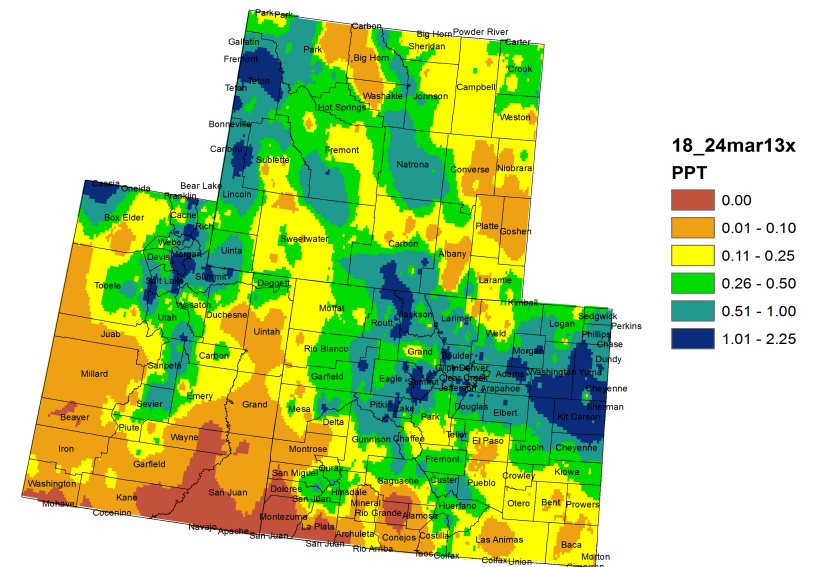 Park Park
Carbon
Big Horn
Powder River
Gallatin
Park
Sheridan
Carter
Fremont
Big Horn
Crook
Teton
Teton
Washakie
Johnson
Campbell
Hot Springs
Weston
Bonneville
Caribou
Fremont
Sublette
Natrona
Converse
Niobrara
Cassia
Oneida
Bear Lake
Franklin
Lincoln
Box Elder
Cache
Rich
Platte
Goshen
Weber
Sweetwater
Carbon
Davis
Morgan
Uinta
Albany
Tooele
Salt Lake
Summit
Daggett
Laramie
Kimball
Wasatch
Utah
Duchesne
Moffat
Routt
Jackson
Larimer
Logan
Sedgwick
Phillips
Perkins
Juab
Uintah
Weld
Chase
Carbon
Rio Blanco
Grand
Boulder
Morgan
Dundy
Millard
Sanpete
Garfield
Eagle
Summit
Gilpin
Denver
Clear Creek
Adams
Washington
Yuma
Cheyenne
Jefferson
Arapahoe
Sevier
Emery
Grand
Mesa
Pitkin
Lake
Park
Douglas
Elbert
Sherman
Kit Carson
Beaver
Piute
Wayne
Delta
Gunnison
Chaffee
Teller
El Paso
Lincoln
Cheyenne
Iron
Garfield
Montrose
Fremont
Kiowa
Washington
Kane
San Juan
San Miguel
Ouray
Saguache
Custer
Pueblo
Crowley
Mohave
Coconino
Dolores
San Juan
Hinsdale
Mineral
Huerfano
Otero
Bent
Prowers
Navajo
Apache
Montezuma
La Plata
Rio Grande
Alamosa
San Juan
San Juan
Archuleta
Conejos
Costilla
Las Animas
Baca
Rio Arriba
Taos
Colfax
Colfax
Union
Morton
Cimarron
18_24mar13x
PPT
0.00
0.01 - 0.10
0.11 - 0.25
0.26 - 0.50
0.51 - 1.00
1.01 - 2.25